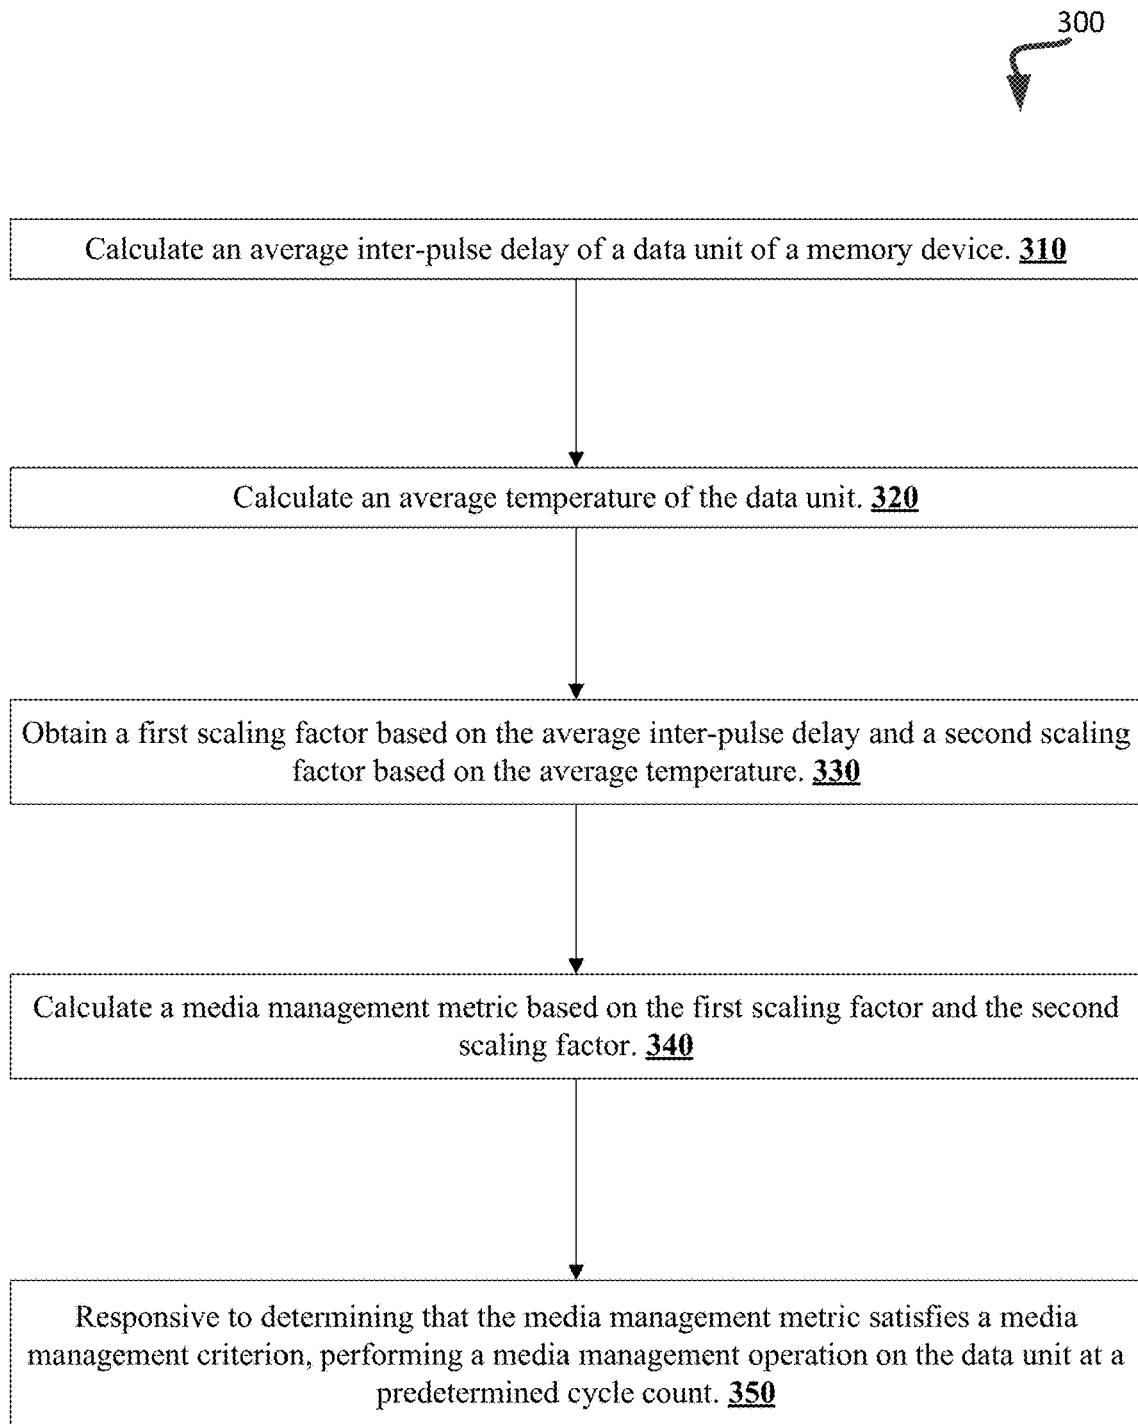 300
Calculate an average inter-pulse delay of a data unit of a memory device. 310
Calculate an average temperature of the data unit. 320
Obtain a first scaling factor based on the average inter-pulse delay and a second scaling
factor based on the average temperature. 330
Calculate a media management metric based on the first scaling factor and the second
scaling factor. 340
Responsive to determining that the media management metric satisfies a media
management criterion, performing a media management operation on the data unit at a
predetermined cycle count. 350